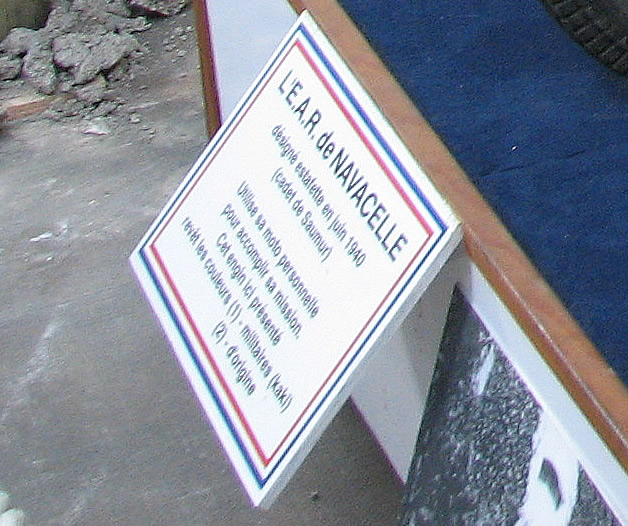 L'E.A.R. de NAVACELLE
désigné estafette en juin 1940
(cadet de Saumur)
Utilise sa moto personnelle
pour accomplir sa mission.
Cet engin ici présenté
revêt les couleurs (1) - militaires (kaki)
(2) - d'origine